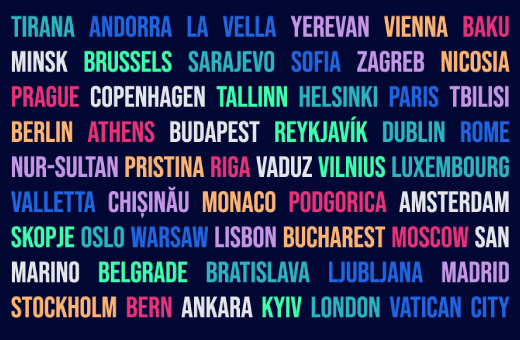 TIRANA ANDORRA LA VELLA YEREVAN VIENNA BAKU
MINSK BRUSSELS SARAJEVO SOFIA ZAGREB NICOSIA
PRAGUE COPENHAGEN TALLINN HELSINKI PARIS TBILISI
BERLIN ATHENS BUDAPEST REYKJAVÍK DUBLIN ROME
NUR-SULTAN PRISTINA RIGA VADUZ VILNIUS LUXEMBOURG
VALLETTA CHIȘINĂU MONACO PODGORICA AMSTERDAM
SKOPJE OSLO WARSAW LISBON BUCHAREST MOSCOW SAN
MARINO BELGRADE BRATISLAVA LJUBLJANA MADRID
STOCKHOLM BERN ANKARA KYIV LONDON VATICAN CITY